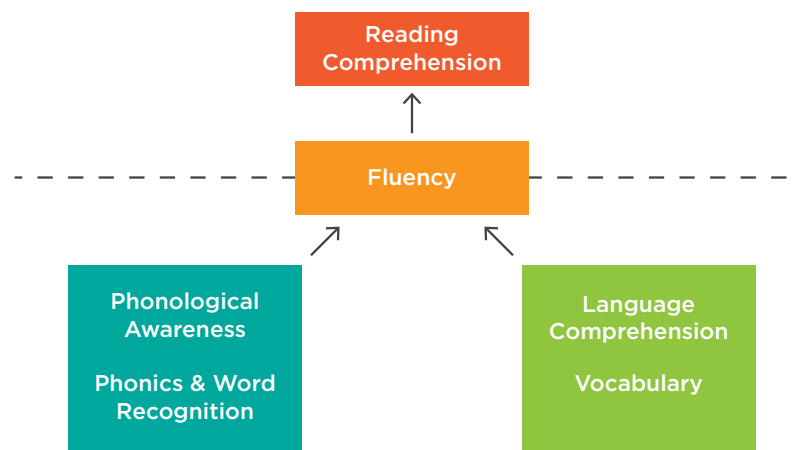 Reading
Comprehension
Fluency
Phonological
Awareness
Phonics & Word
Recognition
Language
Comprehension
Vocabulary